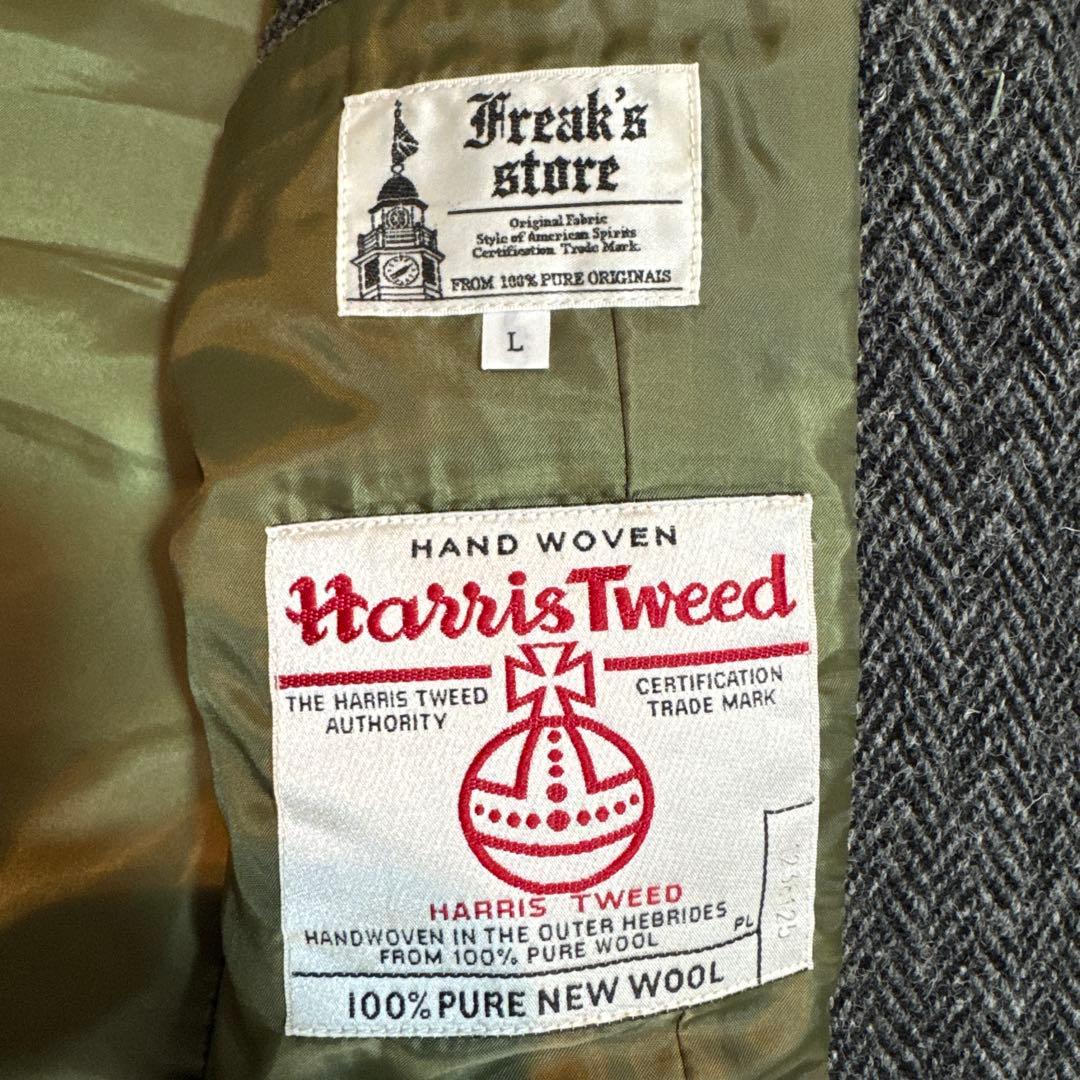 Freak's
store
Original Fabric
Style of American Spirits
Certification Trade Mark.
FROM 100% PURE ORIGINALS
L
HAND WOVEN
Harris Tweed
THE HARRIS TWEED
AUTHORITY
CERTIFICATION
TRADE MARK
HARRIS TWEED
HANDWOVEN IN THE OUTER HEBRIDES
FROM 100% PURE WOOL
PL
100% PURE NEW WOOL